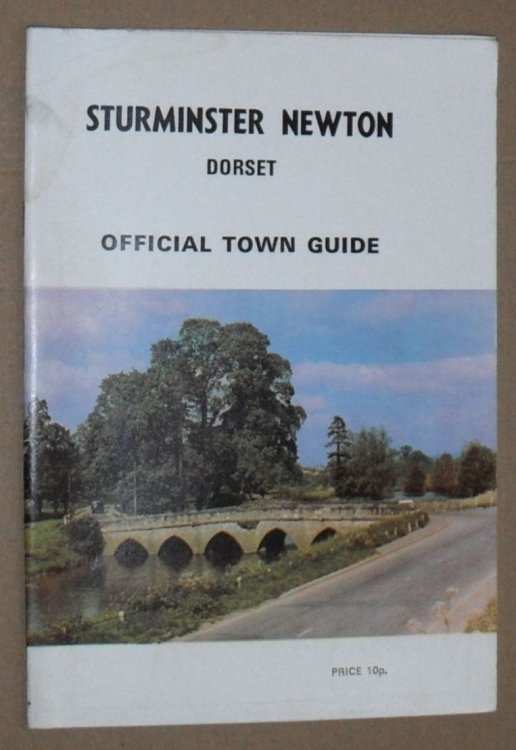 STURMINSTER NEWTON
DORSET
OFFICIAL TOWN GUIDE
PRICE 10p.